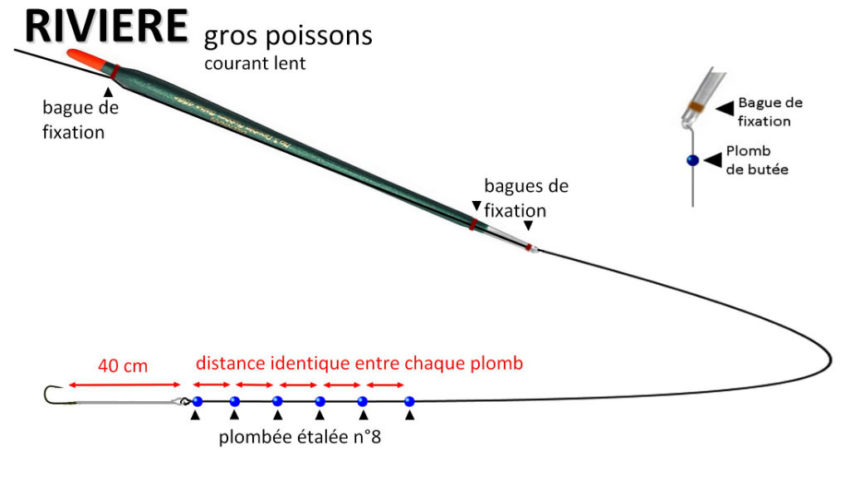 RIVIERE gros poissons
courant lent
bague de
fixation
Bague de
fixation
Plomb
de butée
bagues de
fixation
40 cm
distance identique entre chaque plomb
plombée étalée n°8